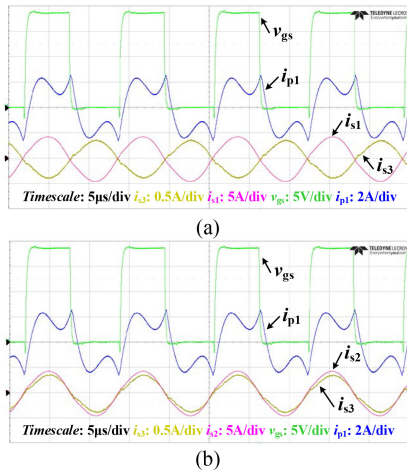 TELEDYNE LECROY
Everywhereyoulook™
vgs
ip1
is1
is3
Timescale: 5μs/div is3: 0.5A/div is1: 5A/div vgs: 5V/div ip1: 2A/div
(a)
TELEDYNE LECROY
Everywhereyoulook™
vgs
ip1
is2
is3
Timescale: 5μs/div is3: 0.5A/div is2: 5A/div vgs: 5V/div ip1: 2A/div
(b)